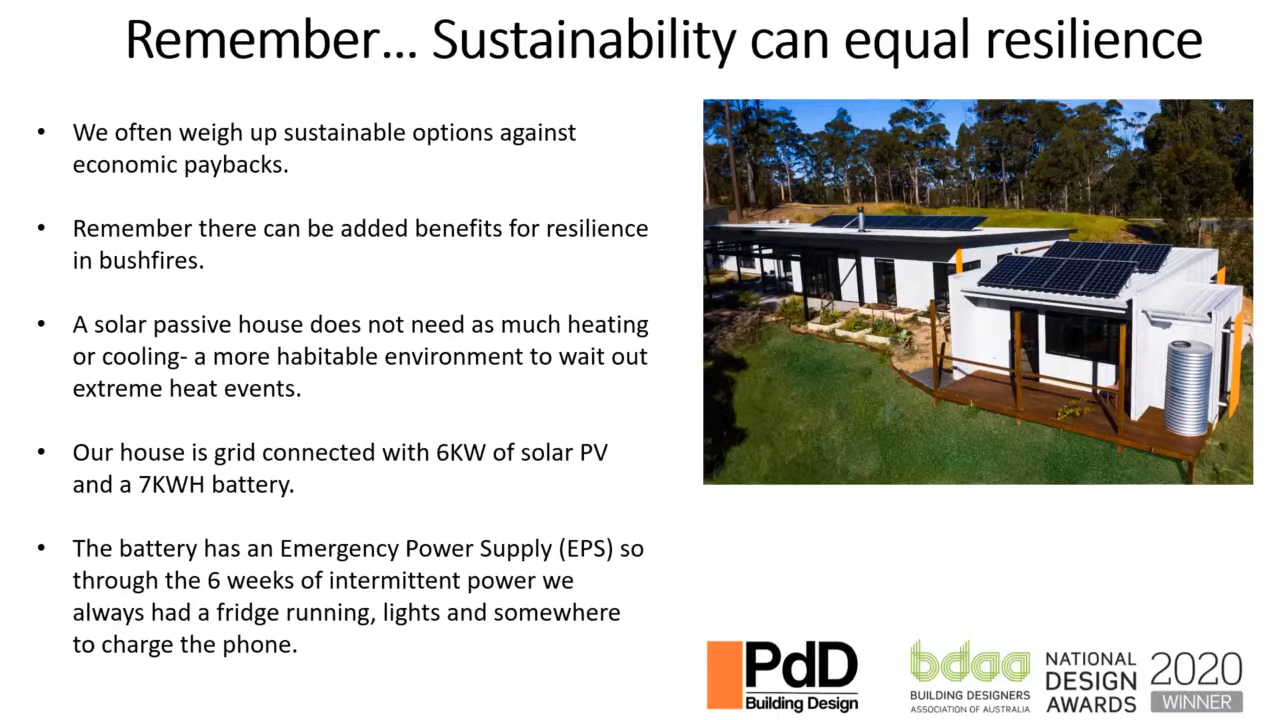 Remember... Sustainability can equal resilience
• We often weigh up sustainable options against
economic paybacks.
• Remember there can be added benefits for resilience
in bushfires.
• A solar passive house does not need as much heating
or cooling- a more habitable environment to wait out
extreme heat events.
• Our house is grid connected with 6KW of solar PV
and a 7KWH battery.
• The battery has an Emergency Power Supply (EPS) so
through the 6 weeks of intermittent power we
always had a fridge running, lights and somewhere
to charge the phone.
PdD
Building Design
bdaa
BUILDING DESIGNERS
ASSOCIATION OF AUSTRALIA
NATIONAL
DESIGN
AWARDS
2020
WINNER